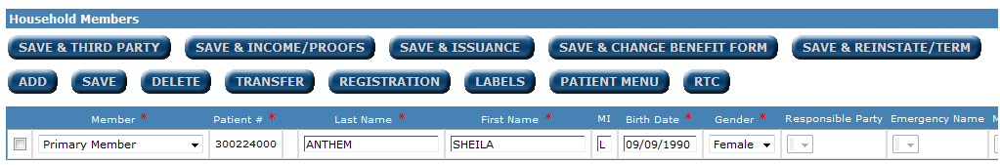 Household Members
SAVE & THIRD PARTY SAVE & INCOME/PROOFS SAVE & ISSUANCE SAVE & CHANGE BENEFIT FORM SAVE & REINSTATE/TERM
ADD SAVE DELETE TRANSFER REGISTRATION LABELS PATIENT MENU RTC
Member * Patient # * Last Name * First Name * MI Birth Date * Gender * Responsible Party Emergency Name M
Primary Member 300224000 ANTHEM SHEILA L 09/09/1990 Female